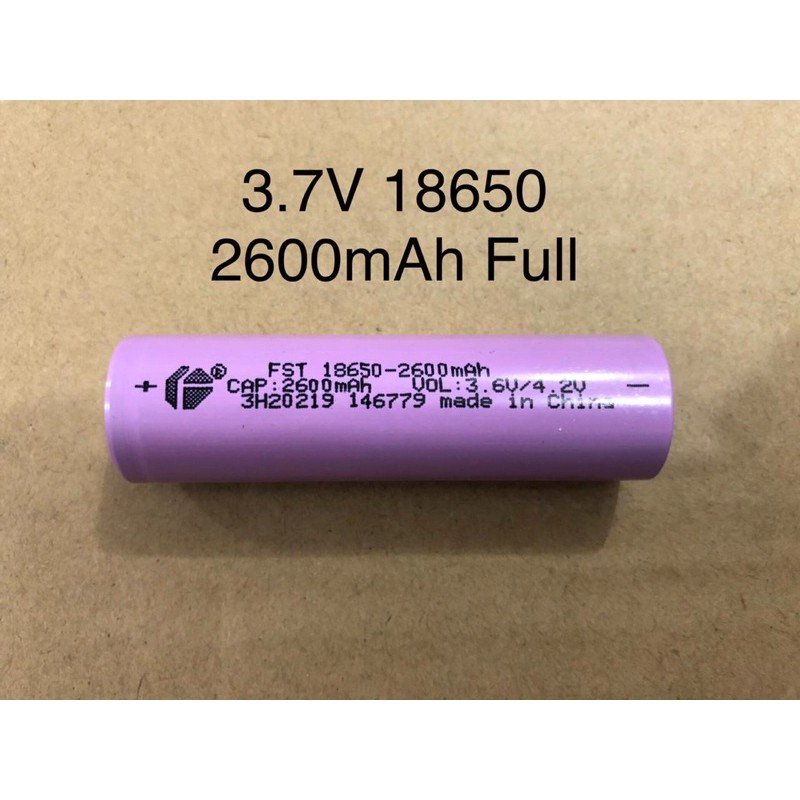 3.7V 18650
2600mAh Full
FST 18650-2600mAh
+ ® CAP:2600mAh VOL:3.6V/4.2V —
3H20219 146779 made in China